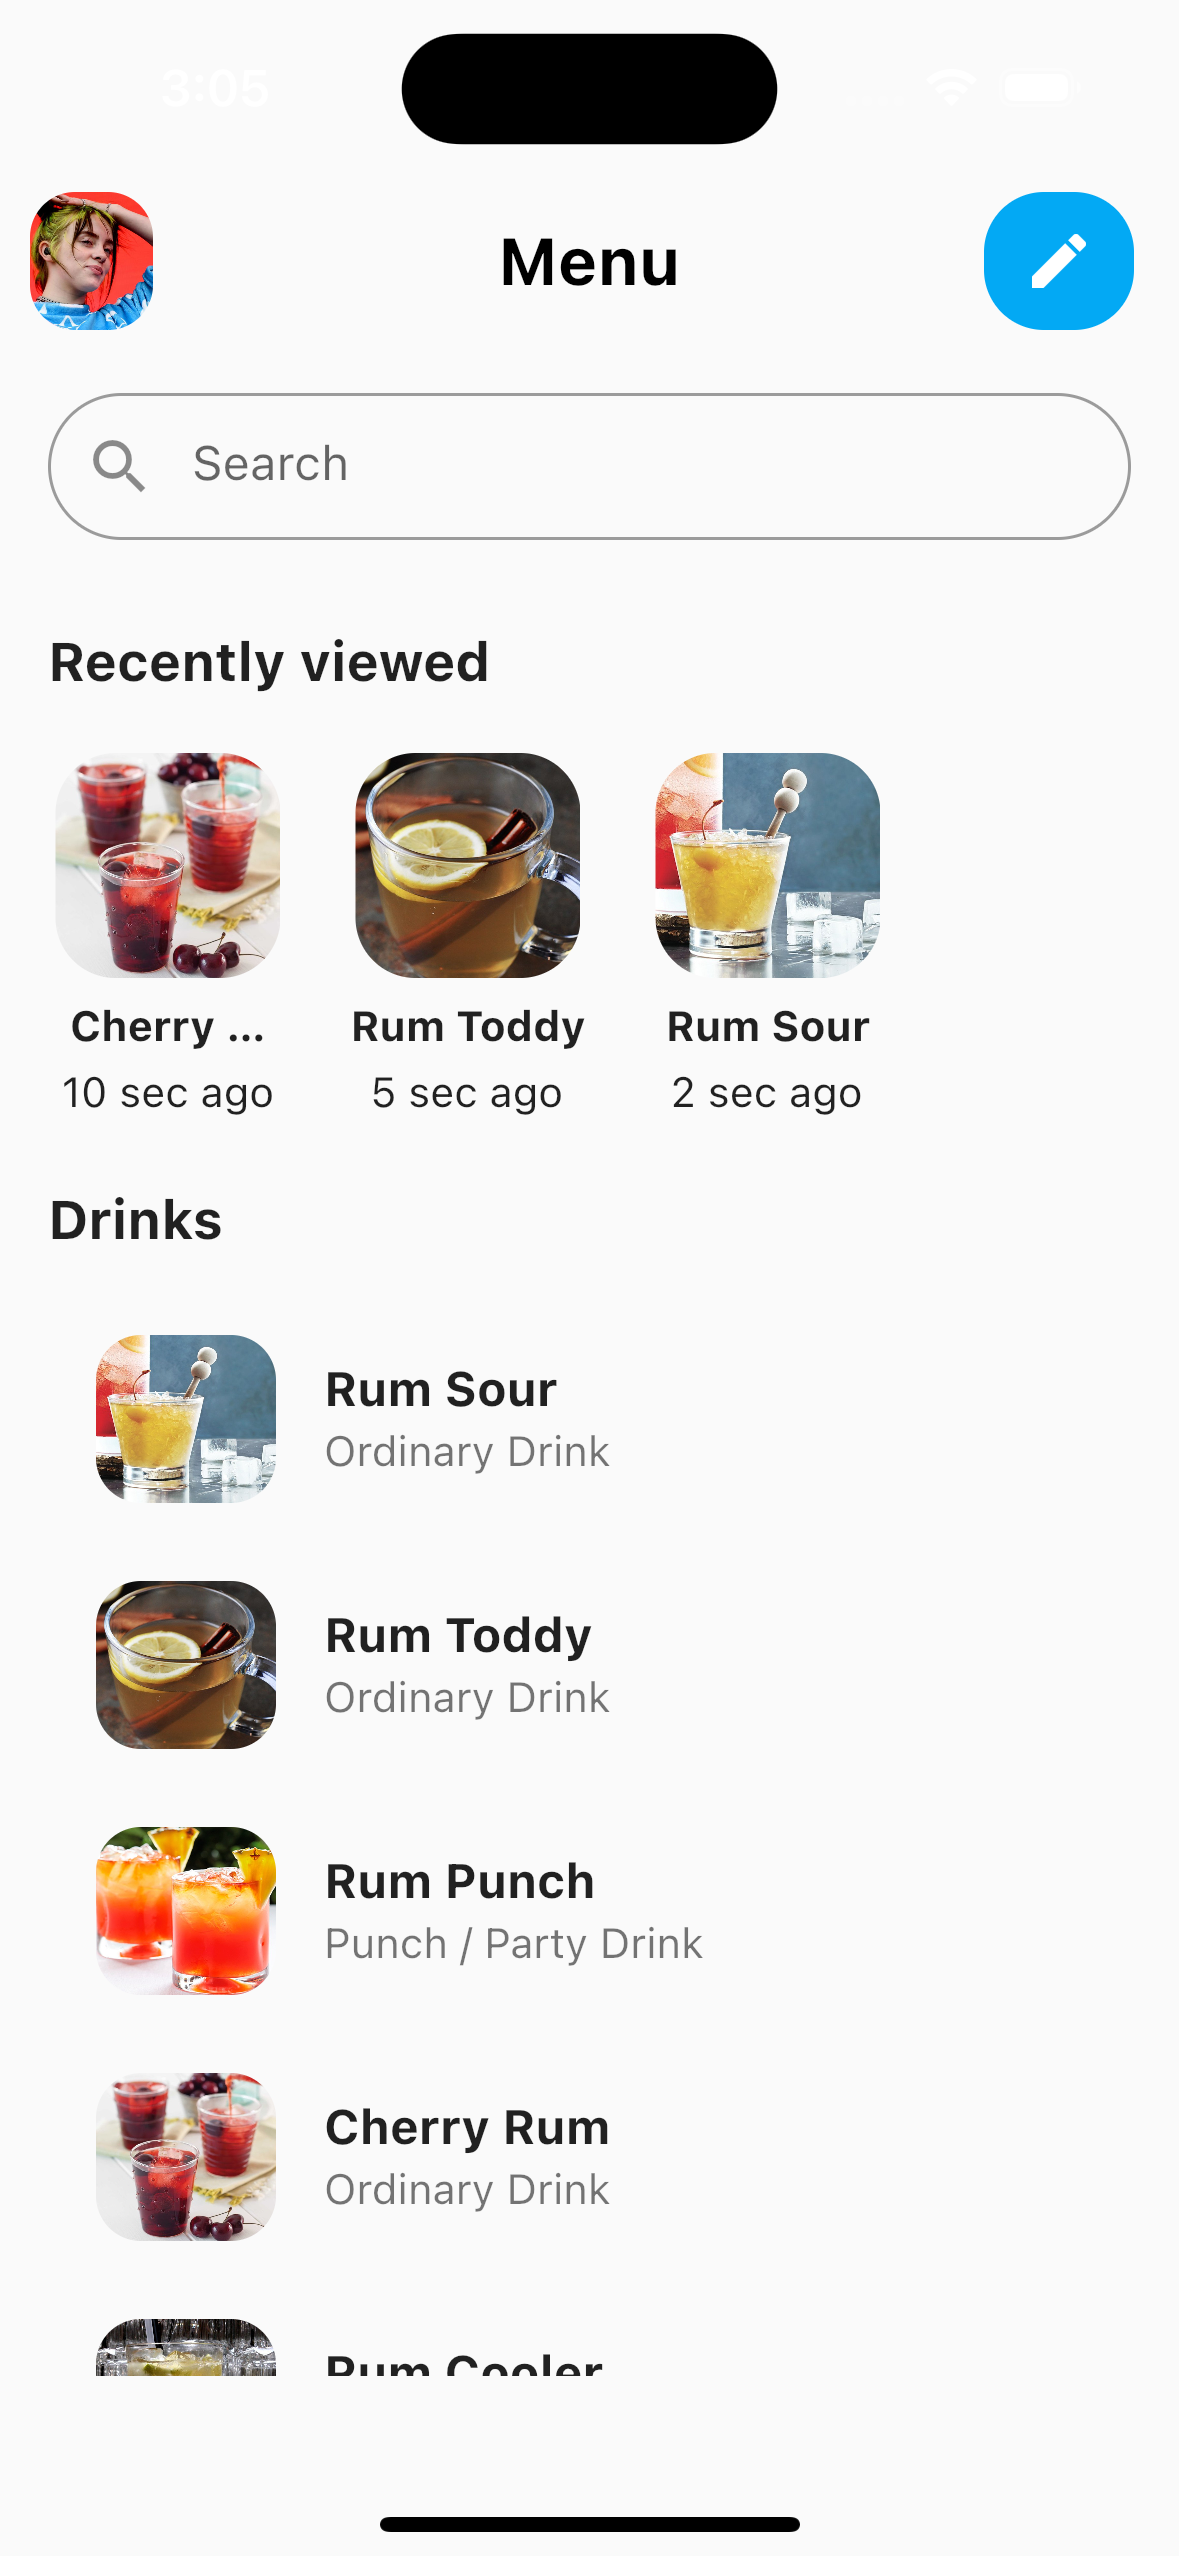 3:05
Menu
Search
Recently viewed
Cherry ...
10 sec ago
Rum Toddy
5 sec ago
Rum Sour
2 sec ago
Drinks
Rum Sour
Ordinary Drink
Rum Toddy
Ordinary Drink
Rum Punch
Punch / Party Drink
Cherry Rum
Ordinary Drink
Rum Cooler